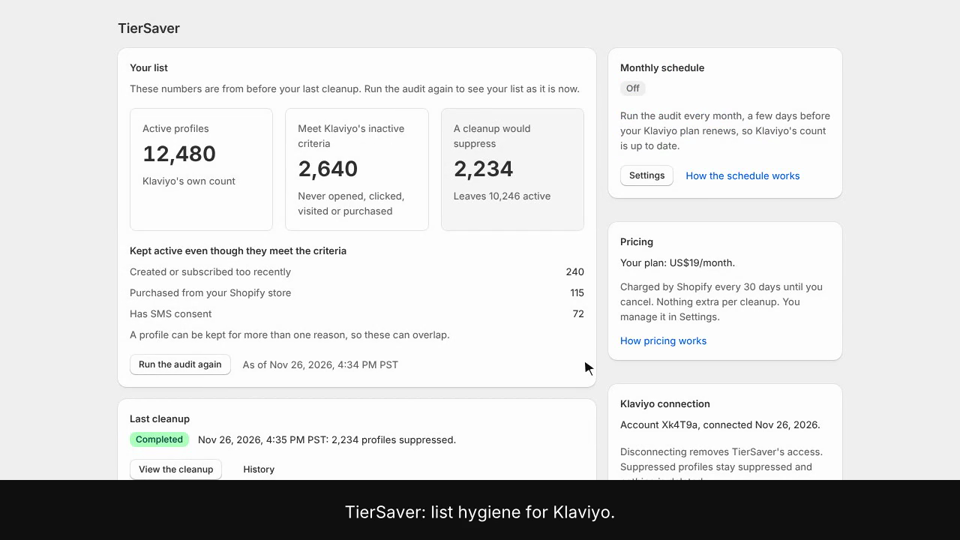 TierSaver
Your list
These numbers are from before your last cleanup. Run the audit again to see your list as it is now.
Active profiles
12,480
Klaviyo's own count
Meet Klaviyo's inactive
criteria
2,640
Never opened, clicked,
visited or purchased
A cleanup would
suppress
2,234
Leaves 10,246 active
Kept active even though they meet the criteria
Created or subscribed too recently 240
Purchased from your Shopify store 115
Has SMS consent 72
A profile can be kept for more than one reason, so these can overlap.
Run the audit again As of Nov 26, 2026, 4:34 PM PST
Last cleanup
Completed Nov 26, 2026, 4:35 PM PST: 2,234 profiles suppressed.
View the cleanup History
Monthly schedule
Off
Run the audit every month, a few days before
your Klaviyo plan renews, so Klaviyo's count
is up to date.
Settings How the schedule works
Pricing
Your plan: US$19/month.
Charged by Shopify every 30 days until you
cancel. Nothing extra per cleanup. You
manage it in Settings.
How pricing works
Klaviyo connection
Account Xk4T9a, connected Nov 26, 2026.
Disconnecting removes TierSaver's access.
Suppressed profiles stay suppressed and
TierSaver: list hygiene for Klaviyo.